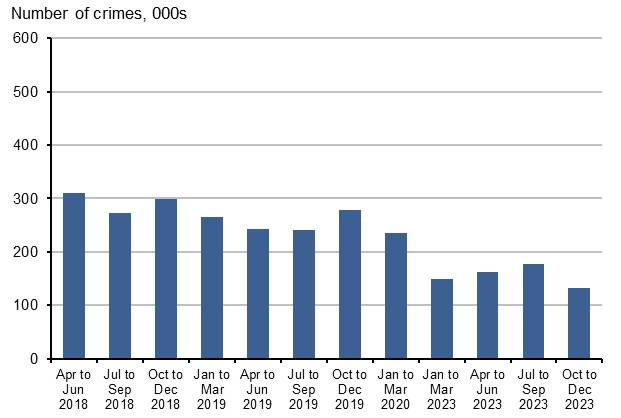 Number of crimes, 000s
600
500
400
300
200
100
0
Apr to Jul to Oct to Jan to Apr to Jul to Oct to Jan to Jan to Apr to Jul to Oct to
Jun Sep Dec Mar Jun Sep Dec Mar Mar Jun Sep Dec
2018 2018 2018 2019 2019 2019 2019 2020 2023 2023 2023 2023